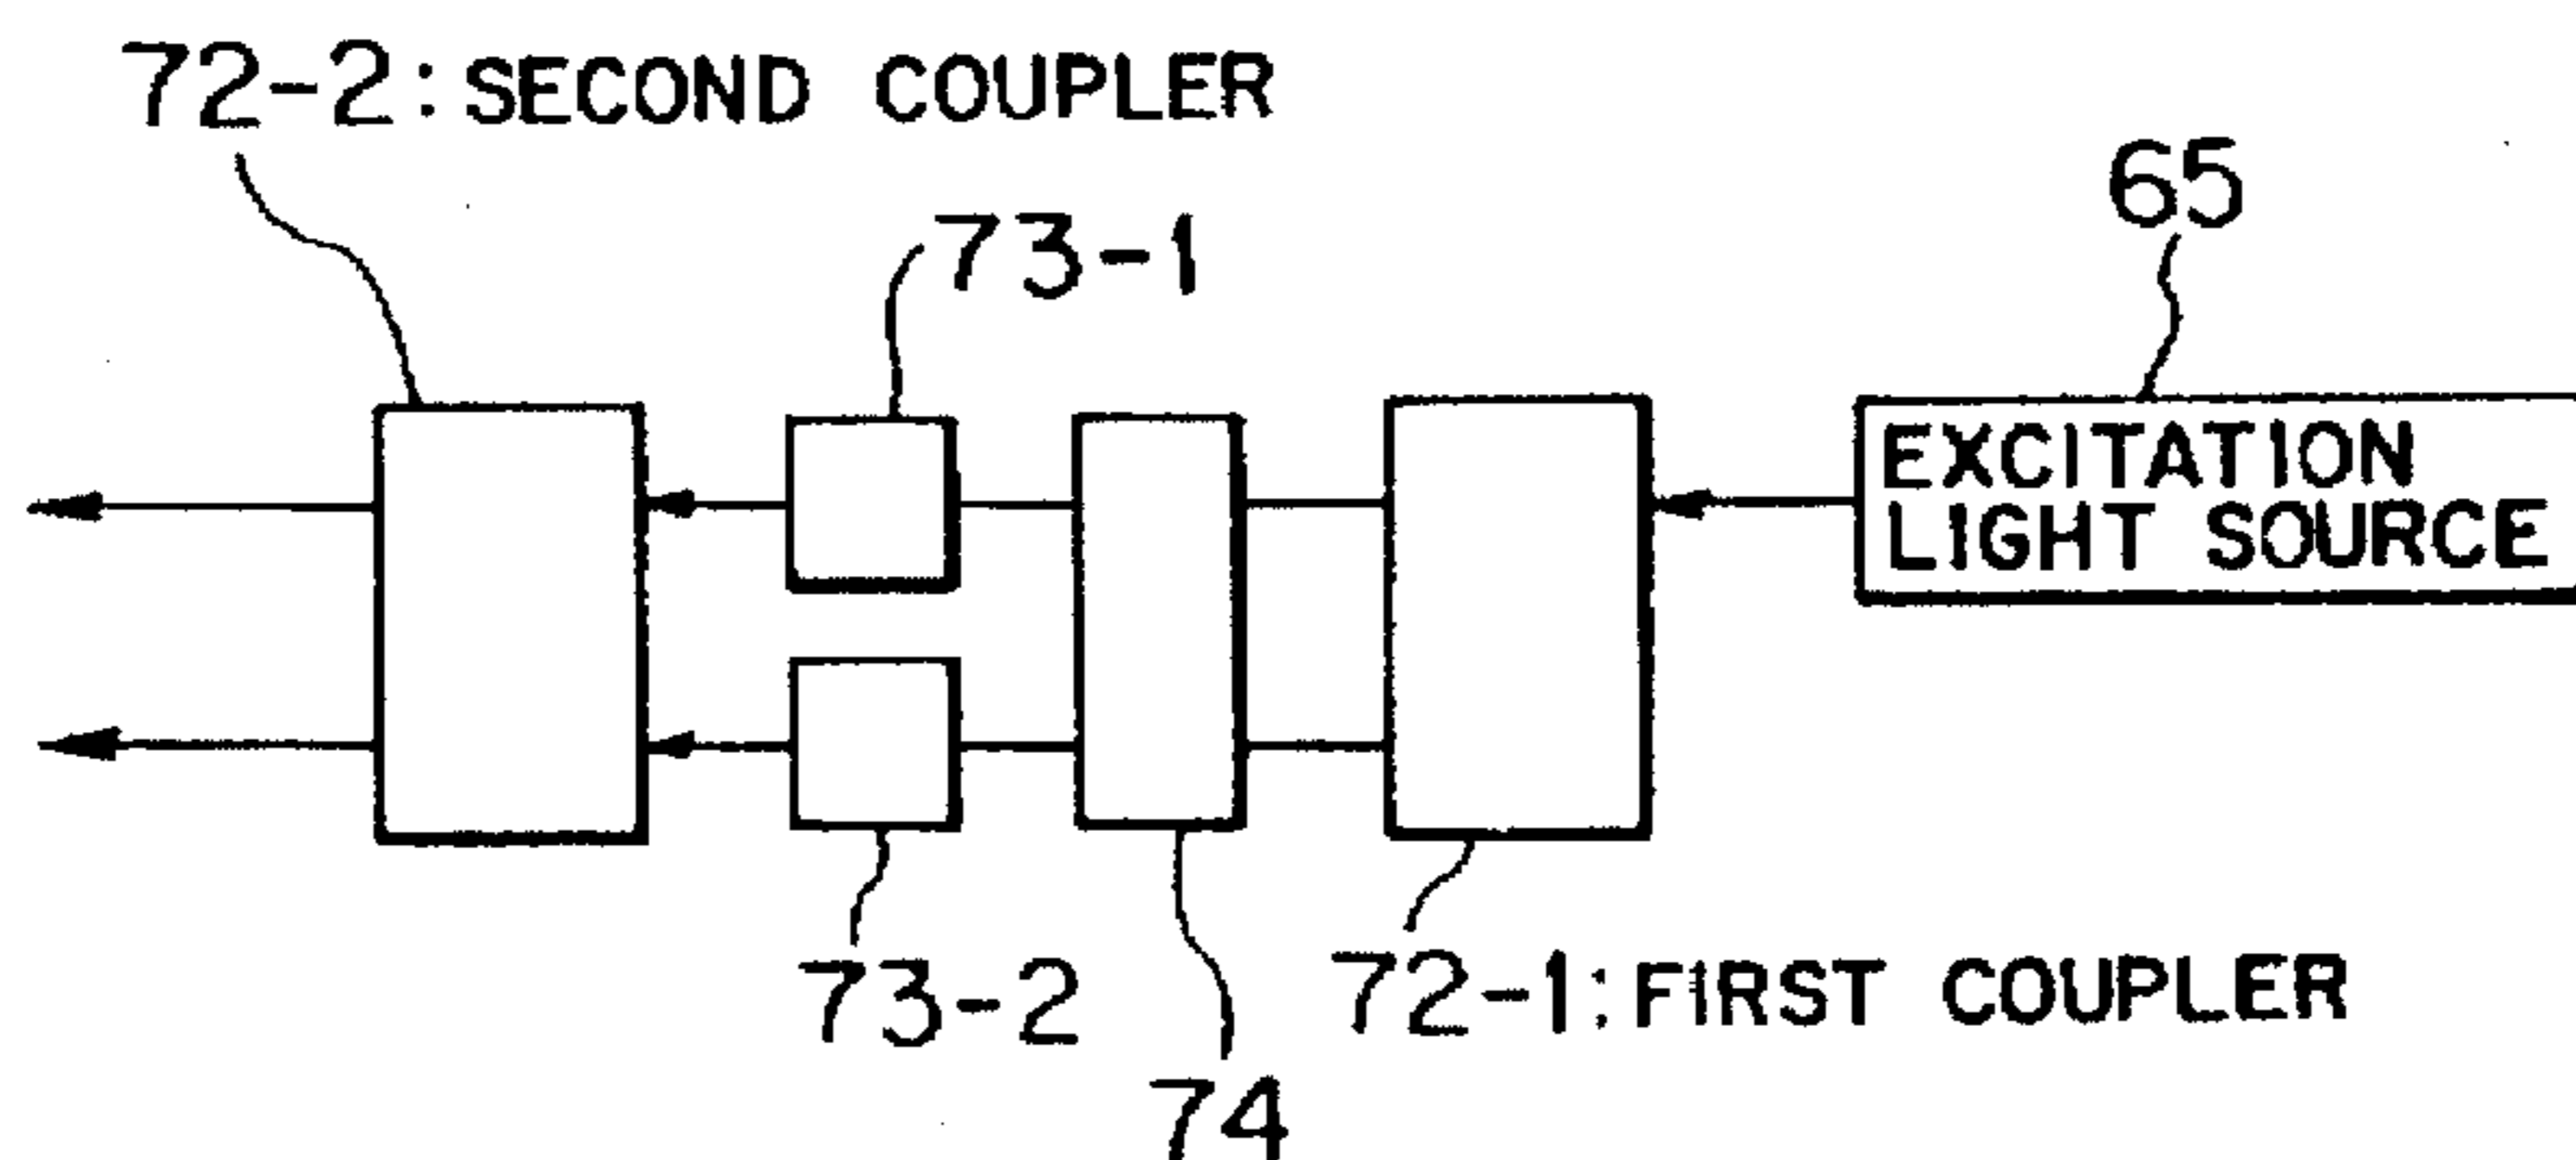 72-2: SECOND COUPLER
65
73-1
EXCITATION
LIGHT SOURCE
73-2
72-1: FIRST COUPLER
74